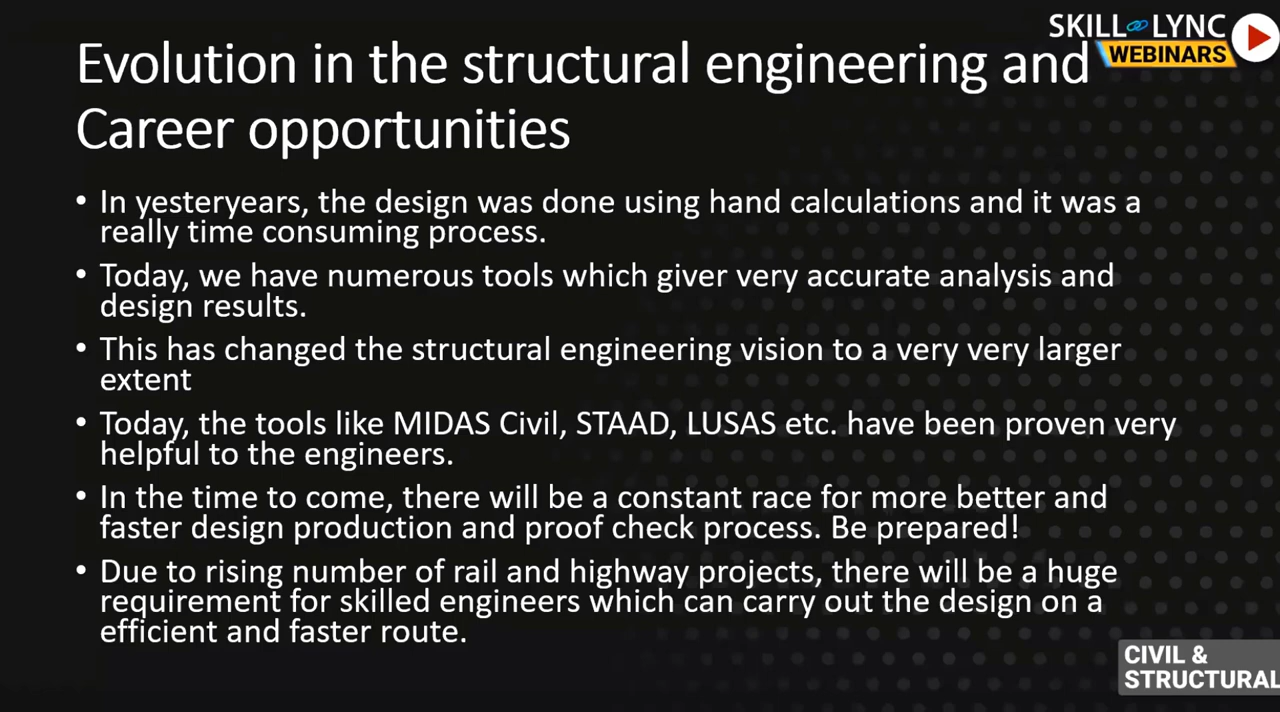 SKILL LYNC
WEBINARS
Evolution in the structural engineering and
Career opportunities
• In yesteryears, the design was done using hand calculations and it was a
really time consuming process.
• Today, we have numerous tools which giver very accurate analysis and
design results.
• This has changed the structural engineering vision to a very very larger
extent
• Today, the tools like MIDAS Civil, STAAD, LUSAS etc. have been proven very
helpful to the engineers.
• In the time to come, there will be a constant race for more better and
faster design production and proof check process. Be prepared!
• Due to rising number of rail and highway projects, there will be a huge
requirement for skilled engineers which can carry out the design on a
efficient and faster route.
CIVIL &
STRUCTURAL